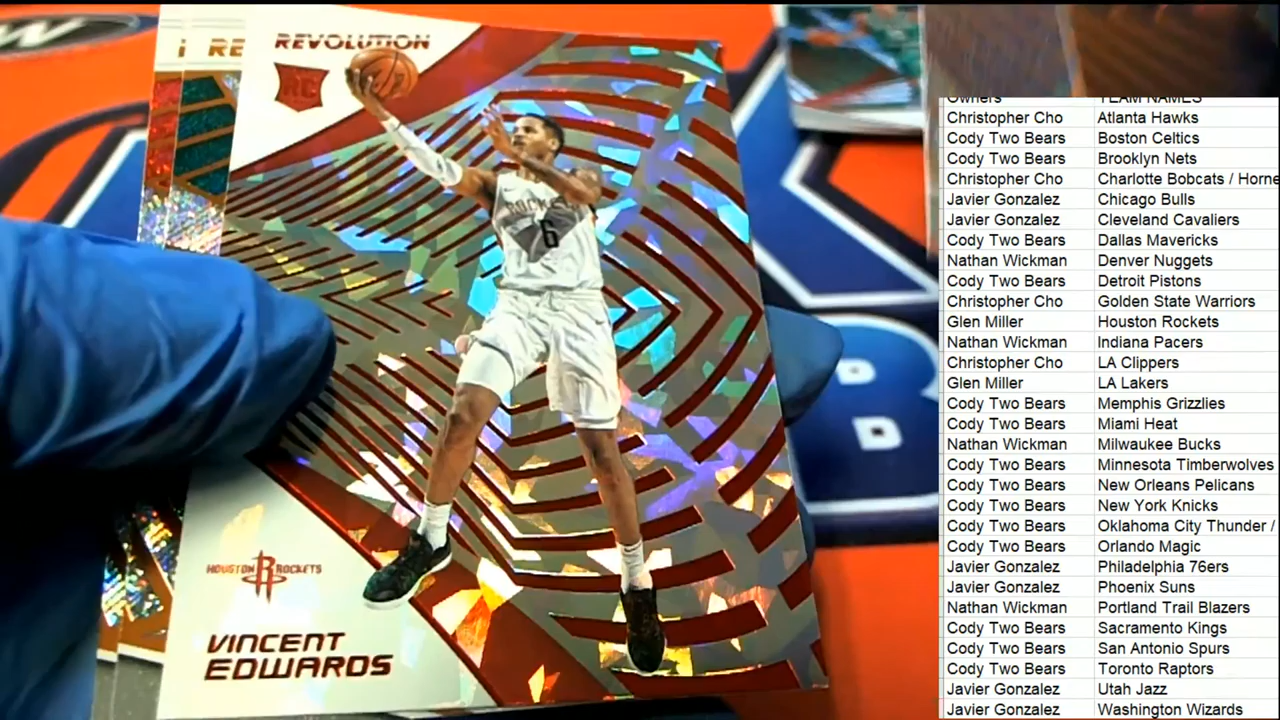 REVOLUTION
RC
RE
ROCKETS
6
HOUSTON ROCKETS
VINCENT
EDWARDS
B
Owners TEAM NAMES
Christopher Cho Atlanta Hawks
Cody Two Bears Boston Celtics
Cody Two Bears Brooklyn Nets
Christopher Cho Charlotte Bobcats / Horne
Javier Gonzalez Chicago Bulls
Javier Gonzalez Cleveland Cavaliers
Cody Two Bears Dallas Mavericks
Nathan Wickman Denver Nuggets
Cody Two Bears Detroit Pistons
Christopher Cho Golden State Warriors
Glen Miller Houston Rockets
Nathan Wickman Indiana Pacers
Christopher Cho LA Clippers
Glen Miller LA Lakers
Cody Two Bears Memphis Grizzlies
Cody Two Bears Miami Heat
Nathan Wickman Milwaukee Bucks
Cody Two Bears Minnesota Timberwolves
Cody Two Bears New Orleans Pelicans
Cody Two Bears New York Knicks
Cody Two Bears Oklahoma City Thunder /
Cody Two Bears Orlando Magic
Javier Gonzalez Philadelphia 76ers
Javier Gonzalez Phoenix Suns
Nathan Wickman Portland Trail Blazers
Cody Two Bears Sacramento Kings
Cody Two Bears San Antonio Spurs
Cody Two Bears Toronto Raptors
Javier Gonzalez Utah Jazz
Javier Gonzalez Washington Wizards